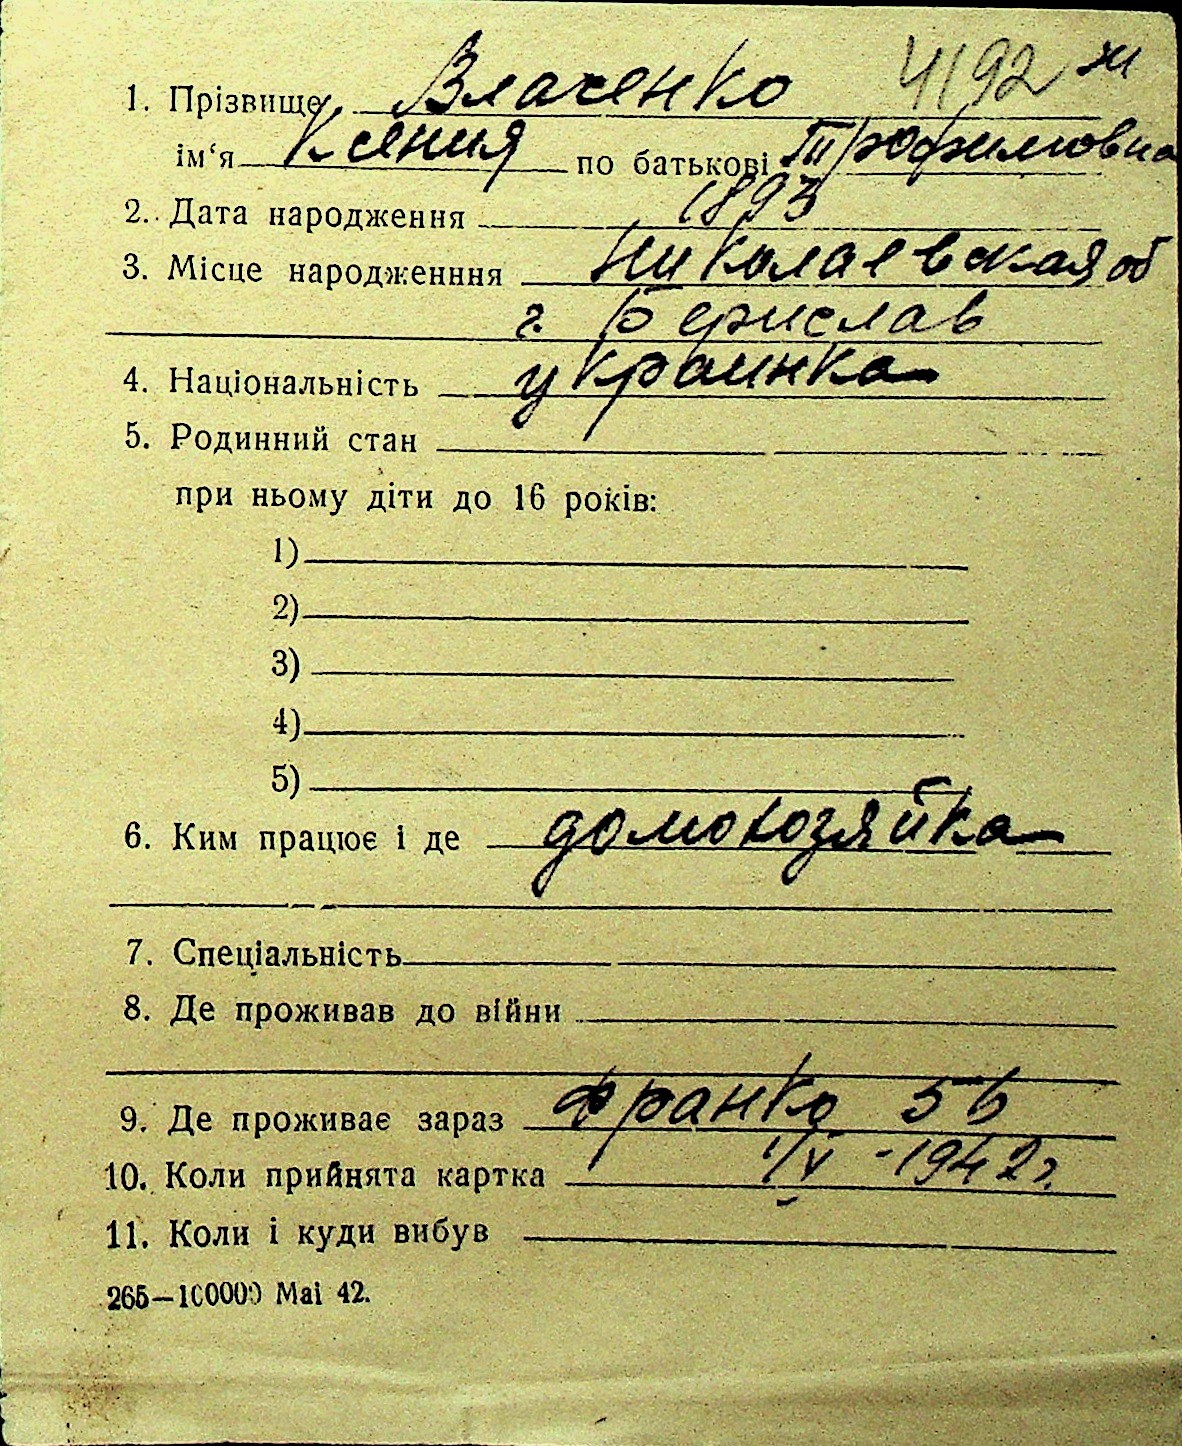 4192
1. Прізвище Влаченко
ім‘я Ксения по батькові Трофимовна
2. Дата народження 1893
3. Місце народженння Николаевская об
г. Берислав
4. Національність украинка
5. Родинний стан
при ньому діти до 16 років:
1)
2)
3)
4)
5)
6. Ким працює і де домохозяйка
7. Спеціальність
8. Де проживав до війни
9. Де проживає зараз Франко 56
10. Коли прийнята картка 1/V -1942г.
11. Коли і куди вибув
265—100000 Mai 42.